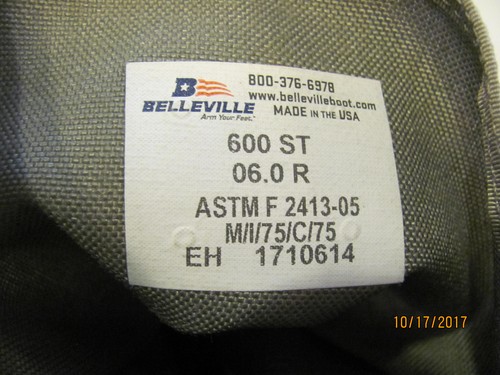 B
BELLEVILLE
Arm Your Feet.
800-376-6978
www.bellevilleboot.com
MADE IN THE USA
600 ST
06.0 R
ASTM F 2413-05
M/I/75/C/75
EH 1710614
10/17/2017